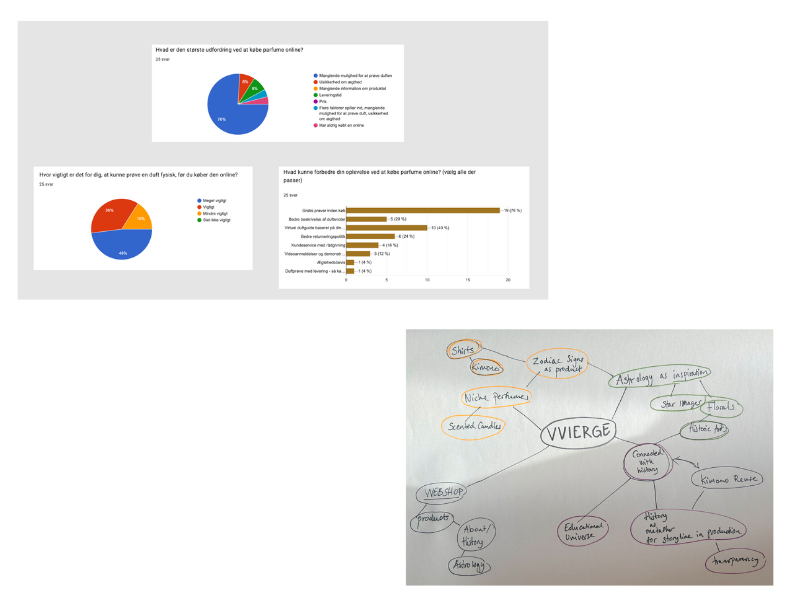 Hvad er den største udfordring ved at købe parfume online?
25 svar
76%
8%
8%
Manglende mulighed for at prøve duften
Usikkerhed om ægthed
Manglende information om produktet
Leveringstid
Pris
Flere faktorer spiller ind, manglende
mulighed for at prøve duft, usikkerhed
om ægthed
Har aldrig købt en online
Hvor vigtigt er det for dig, at kunne prøve en duft fysisk, før du køber den online?
25 svar
36%
16%
48%
Meget vigtigt
Vigtigt
Mindre vigtigt
Slet ikke vigtigt
Hvad kunne forbedre din oplevelse ved at købe parfume online? (vælg alle der
passer)
25 svar
Gratis prøver inden køb
19 (76 %)
Bedre beskrivelse af duftnoter
5 (20 %)
Virtuel duftguide baseret på din...
10 (40 %)
Bedre returneringspolitik
6 (24 %)
Kundeservice med rådgivning
4 (16 %)
Videoanmeldelser og demonstr...
3 (12 %)
Ægthedsbevis
1 (4 %)
Duftprøve med levering - så ka...
1 (4 %)
0
5
10
15
20
Shirts
Kimono
Zodiac Signs
as product
Astrology as inspiration
Niche Perfumes
Star Images
Florals
Scented Candles
VVIERGE
Historic Art
Connected
with
history
Kimono Reuse
WEBSHOP
products
About/
History
Astrology
Educational
Universe
History
as
metaphor
for storyline in production
transparency